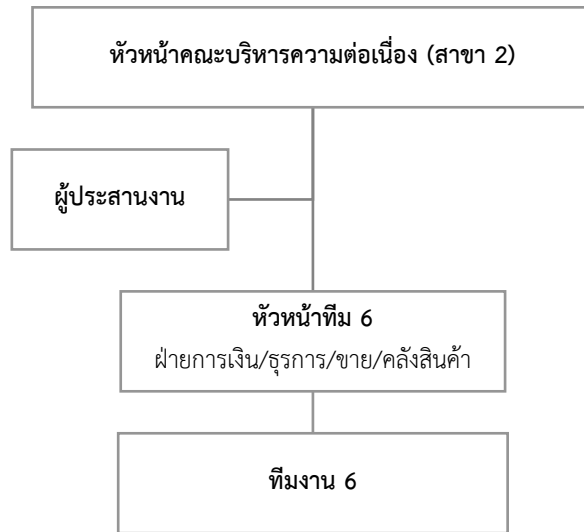 หัวหน้าคณะบริหารความต่อเนื่อง (สาขา 2)
ผู้ประสานงาน
หัวหน้าทีม 6
ฝ่ายการเงิน/ธุรการ/ขาย/คลังสินค้า
ทีมงาน 6